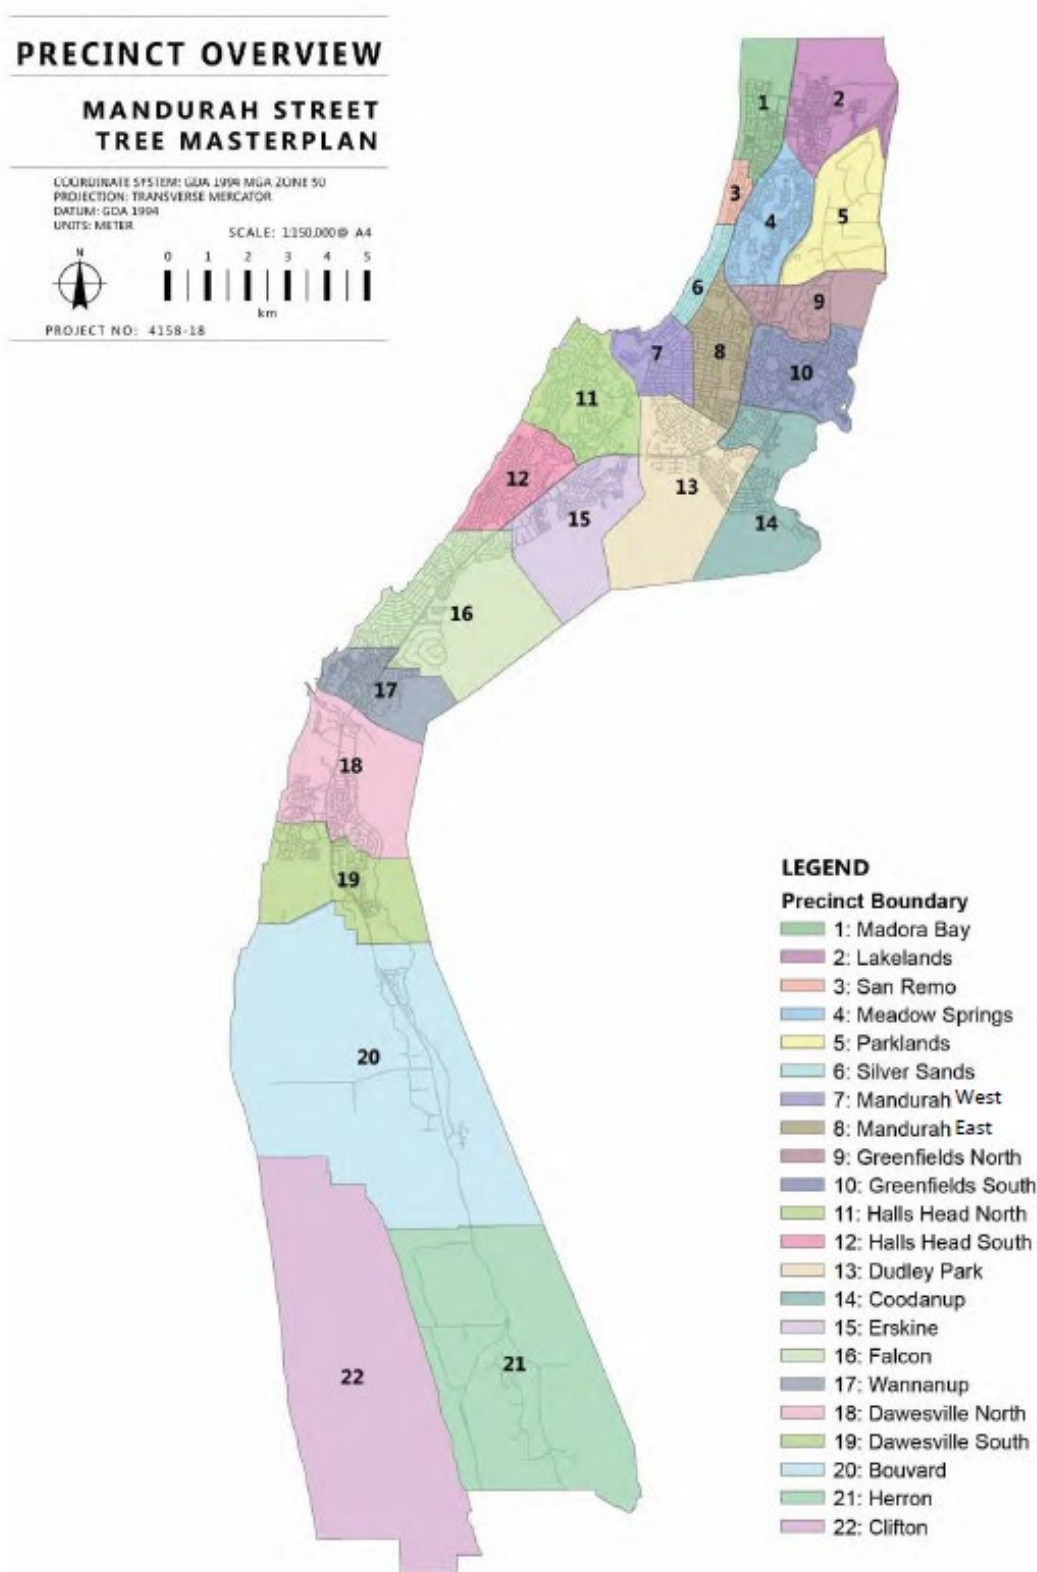 PRECINCT OVERVIEW
MANDURAH STREET
TREE MASTERPLAN
COORDINATE SYSTEM: GDA 1994 MGA ZONE 50
PROJECTION: TRANSVERSE MERCATOR
DATUM: GDA 1994
UNITS: METER
SCALE: 1:150,000@ A4
N
0 1 2 3 4 5
km
PROJECT NO: 4158-18
1
2
3
4
5
6
9
7
8
10
11
12
13
15
14
16
17
18
19
20
21
22
LEGEND
Precinct Boundary
1: Madora Bay
2: Lakelands
3: San Remo
4: Meadow Springs
5: Parklands
6: Silver Sands
7: Mandurah West
8: Mandurah East
9: Greenfields North
10: Greenfields South
11: Halls Head North
12: Halls Head South
13: Dudley Park
14: Coodanup
15: Erskine
16: Falcon
17: Wannanup
18: Dawesville North
19: Dawesville South
20: Bouvard
21: Herron
22: Clifton